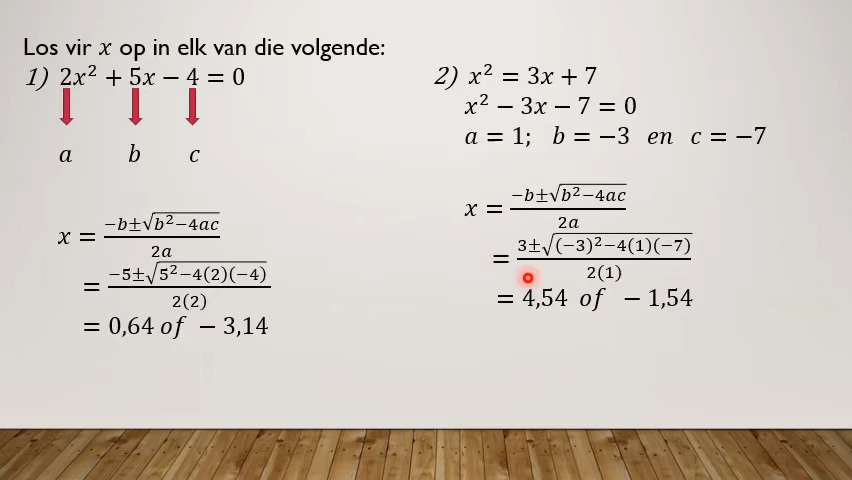 Los vir x op in elk van die volgende:
1) 2x² + 5x − 4 = 0
a b c
x = (−b±√(b²−4ac))/(2a)
= (−5±√(5²−4(2)(−4)))/(2(2))
= 0,64 of − 3,14
2) x² = 3x + 7
x² − 3x − 7 = 0
a = 1; b = −3 en c = −7
x = (−b±√(b²−4ac))/(2a)
= (3±√((−3)²−4(1)(−7)))/(2(1))
= 4,54 of − 1,54